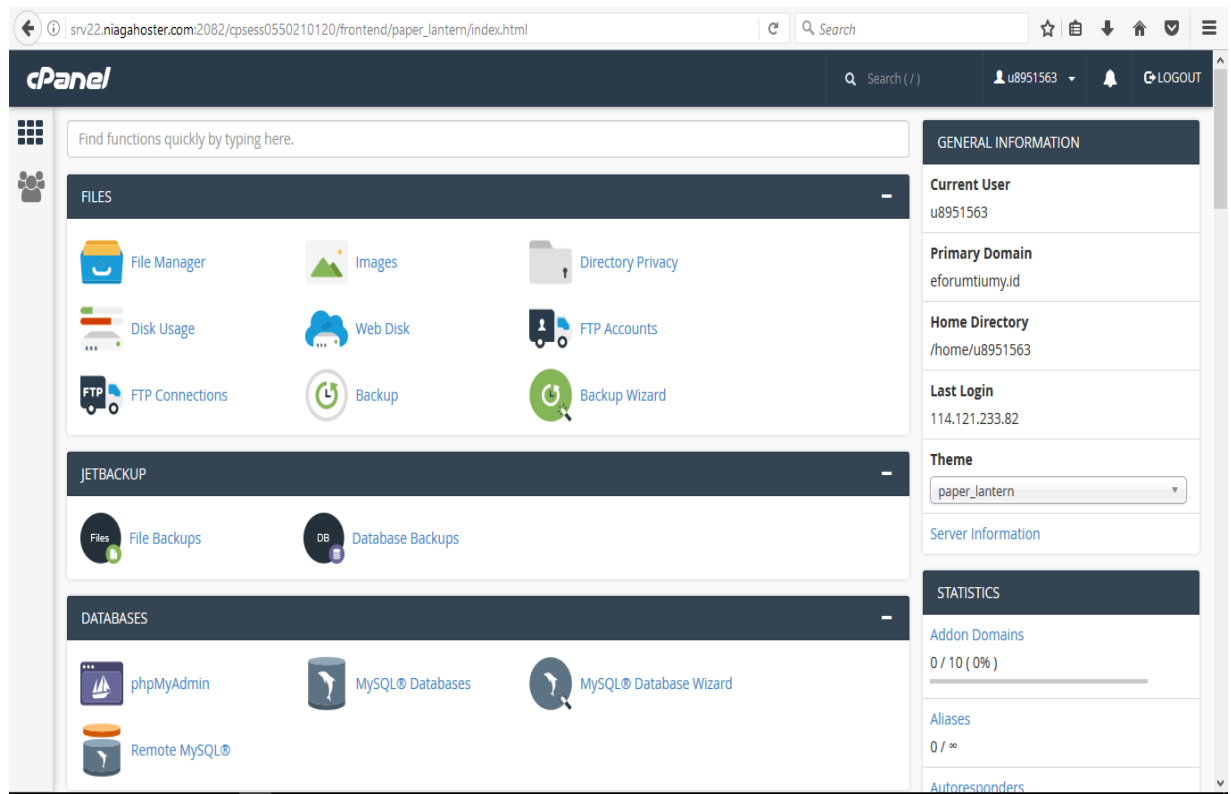 srv22.niagahoster.com:2082/cpsess0550210120/frontend/paper_lantern/index.html
Search
cPanel
Search ( / )
u8951563
LOGOUT
Find functions quickly by typing here.
FILES
File Manager
Images
Directory Privacy
Disk Usage
Web Disk
FTP Accounts
FTP
FTP Connections
Backup
Backup Wizard
JETBACKUP
Files
File Backups
DB
Database Backups
DATABASES
phpMyAdmin
MySQL® Databases
MySQL® Database Wizard
Remote MySQL®
GENERAL INFORMATION
Current User
u8951563
Primary Domain
eforumtiumy.id
Home Directory
/home/u8951563
Last Login
114.121.233.82
Theme
paper_lantern
Server Information
STATISTICS
Addon Domains
0 / 10 ( 0% )
Aliases
0 / ∞
Autoresponders